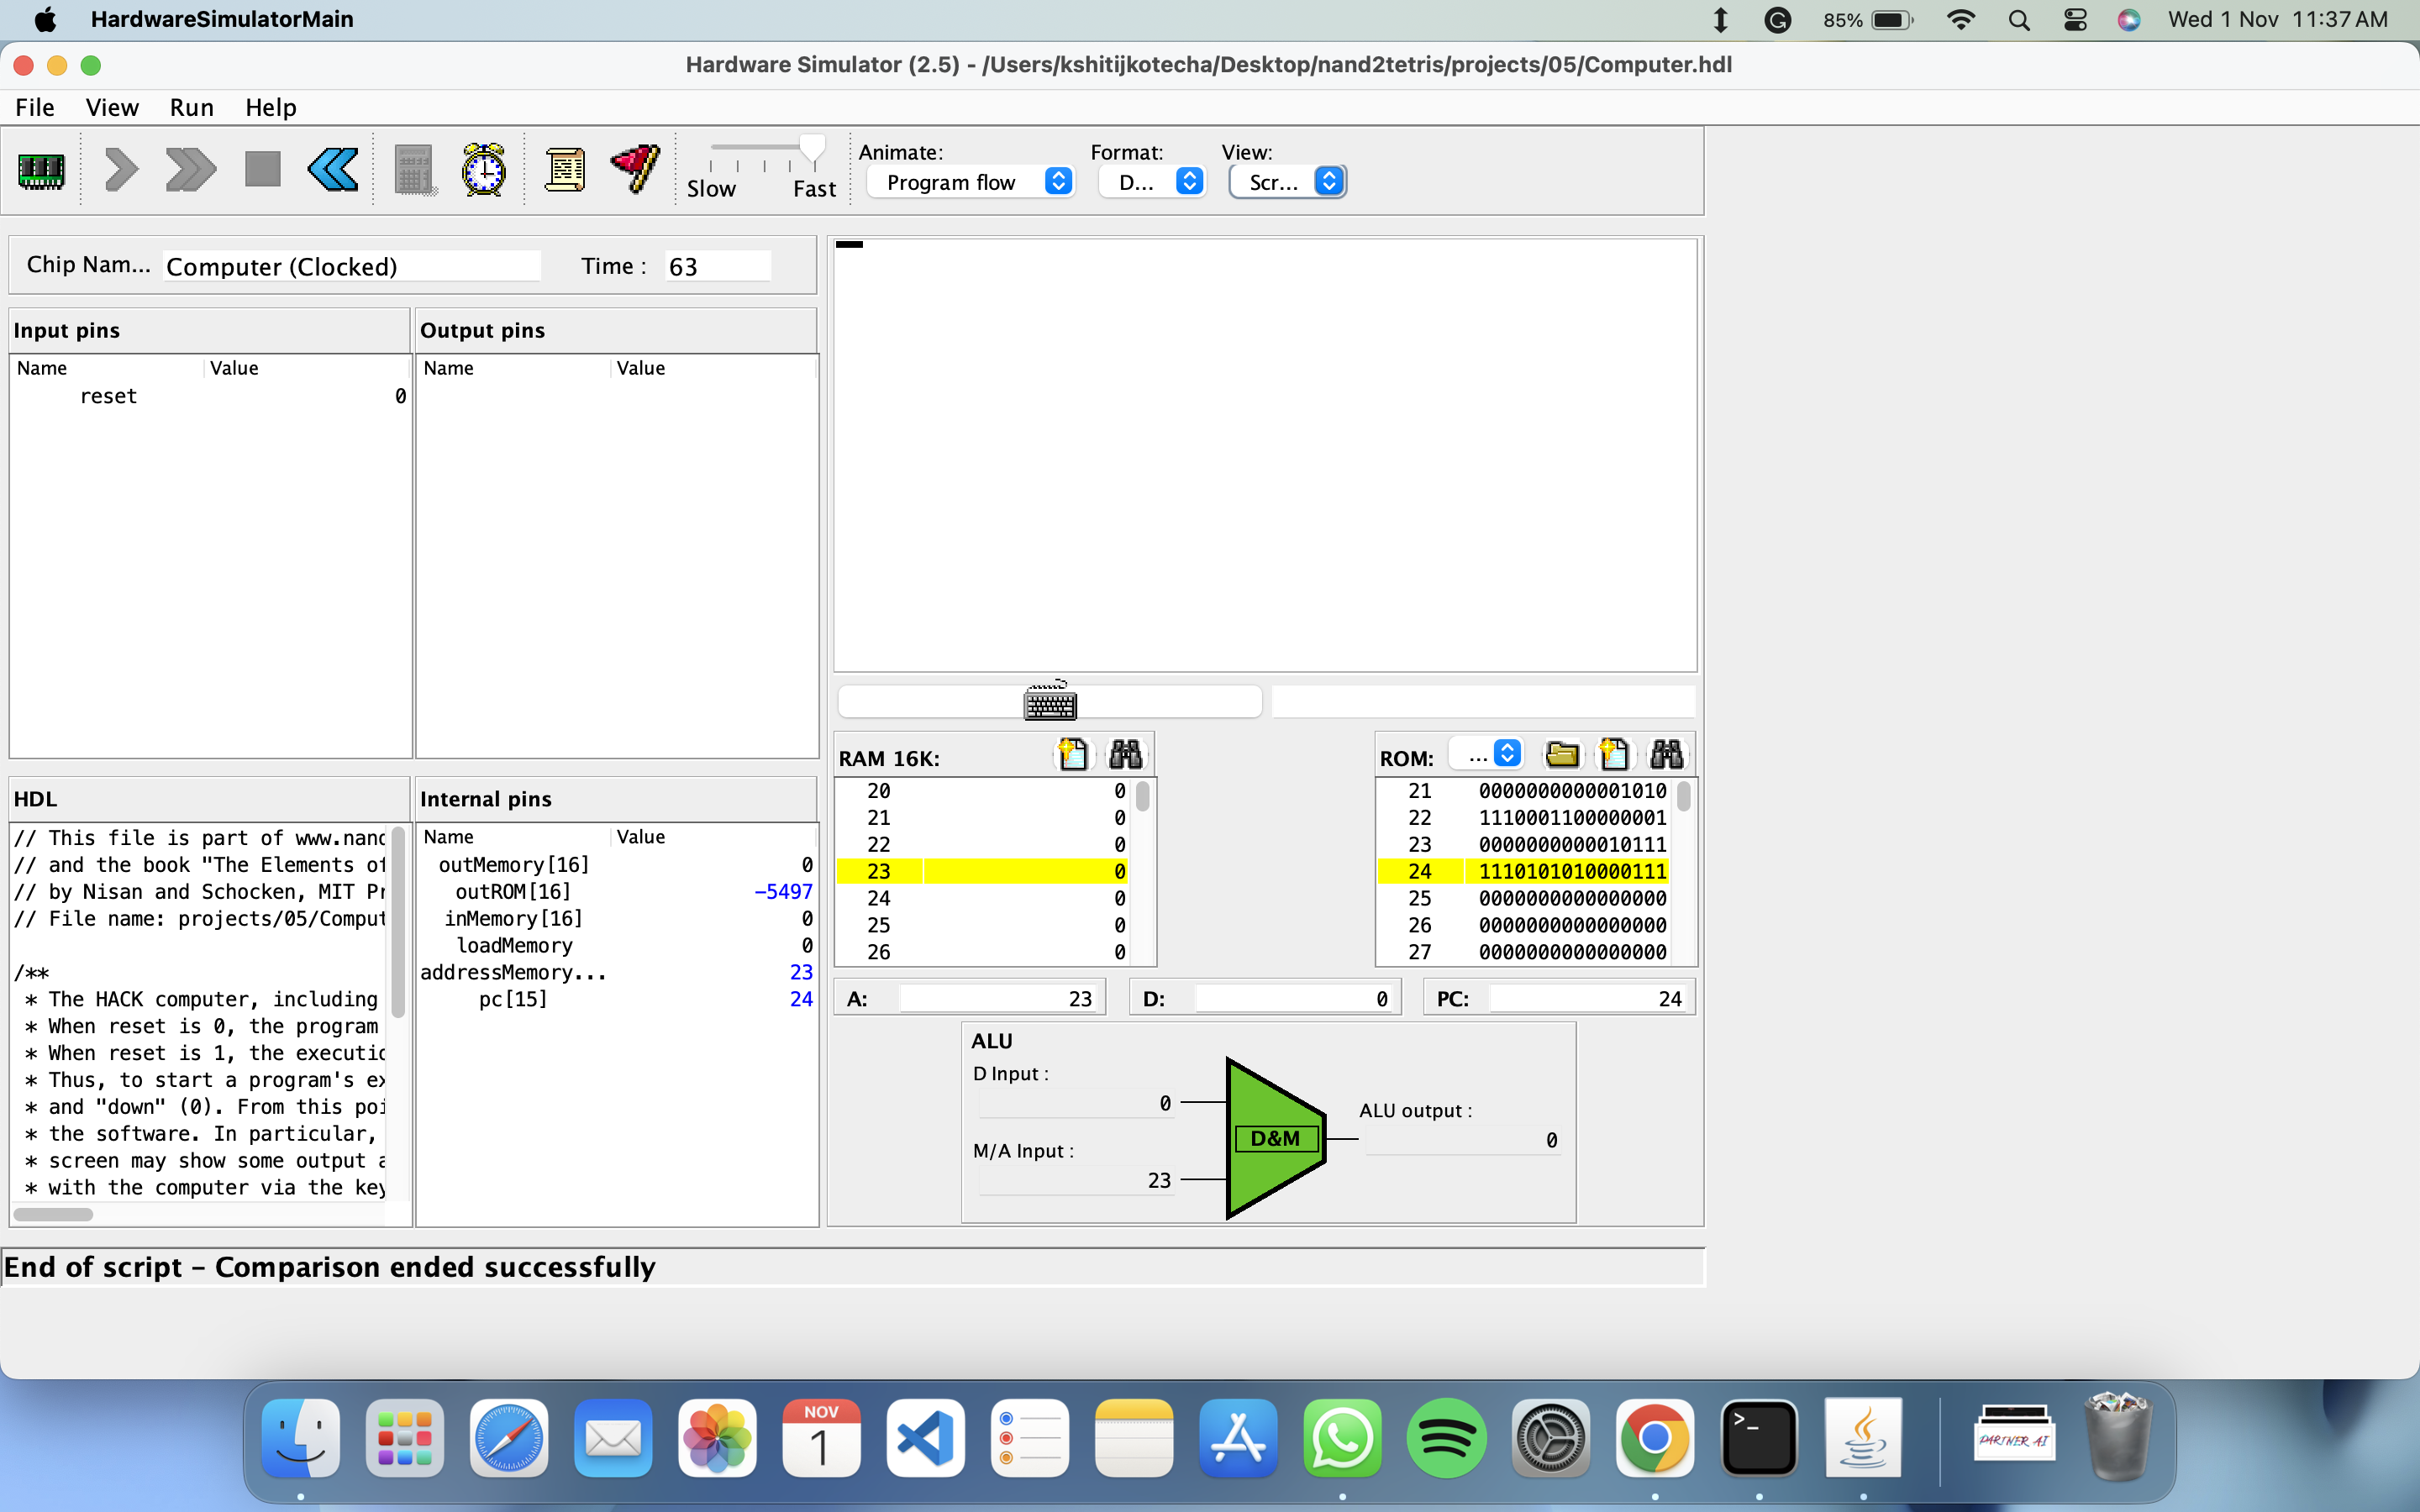 HardwareSimulatorMain
85%
Wed 1 Nov 11:37 AM
Hardware Simulator (2.5) - /Users/kshitijkotecha/Desktop/nand2tetris/projects/05/Computer.hdl
File View Run Help
Slow Fast
Animate: Format: View:
Program flow D... Scr...
Chip Nam... Computer (Clocked) Time : 63
Input pins
Name Value
reset 0
Output pins
Name Value
HDL
// This file is part of www.nand
// and the book "The Elements of
// by Nisan and Schocken, MIT Pr
// File name: projects/05/Comput
/**
* The HACK computer, including
* When reset is 0, the program
* When reset is 1, the executio
* Thus, to start a program's ex
* and "down" (0). From this poi
* the software. In particular,
* screen may show some output a
* with the computer via the key
Internal pins
Name Value
outMemory[16] 0
outROM[16] -5497
inMemory[16] 0
loadMemory 0
addressMemory... 23
pc[15] 24
RAM 16K:
20 0
21 0
22 0
23 0
24 0
25 0
26 0
ROM: ...
21 0000000000001010
22 1110001100000001
23 0000000000010111
24 1110101010000111
25 0000000000000000
26 0000000000000000
27 0000000000000000
A: 23
D: 0
PC: 24
ALU
D Input :
0
M/A Input :
23
D&M
ALU output :
0
End of script - Comparison ended successfully
NOV
1
>_
PARTNER AI